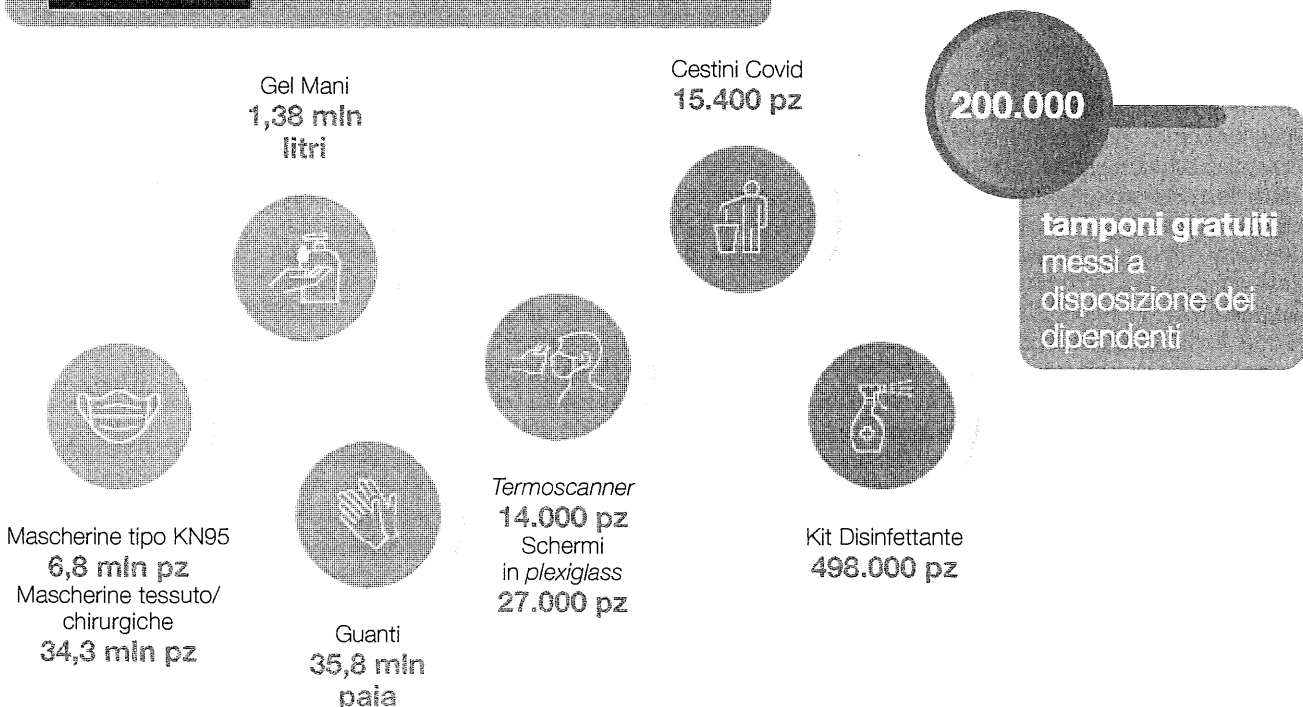 Gel Mani
1,38 mln
litri
Cestini Covid
15.400 pz
200.000
tamponi gratuiti
messi a
disposizione dei
dipendenti
Mascherine tipo KN95
6,8 mln pz
Mascherine tessuto/
chirurgiche
34,3 mln pz
Guanti
35,8 mln
paia
Termoscanner
14.000 pz
Schermi
in plexiglass
27.000 pz
Kit Disinfettante
498.000 pz